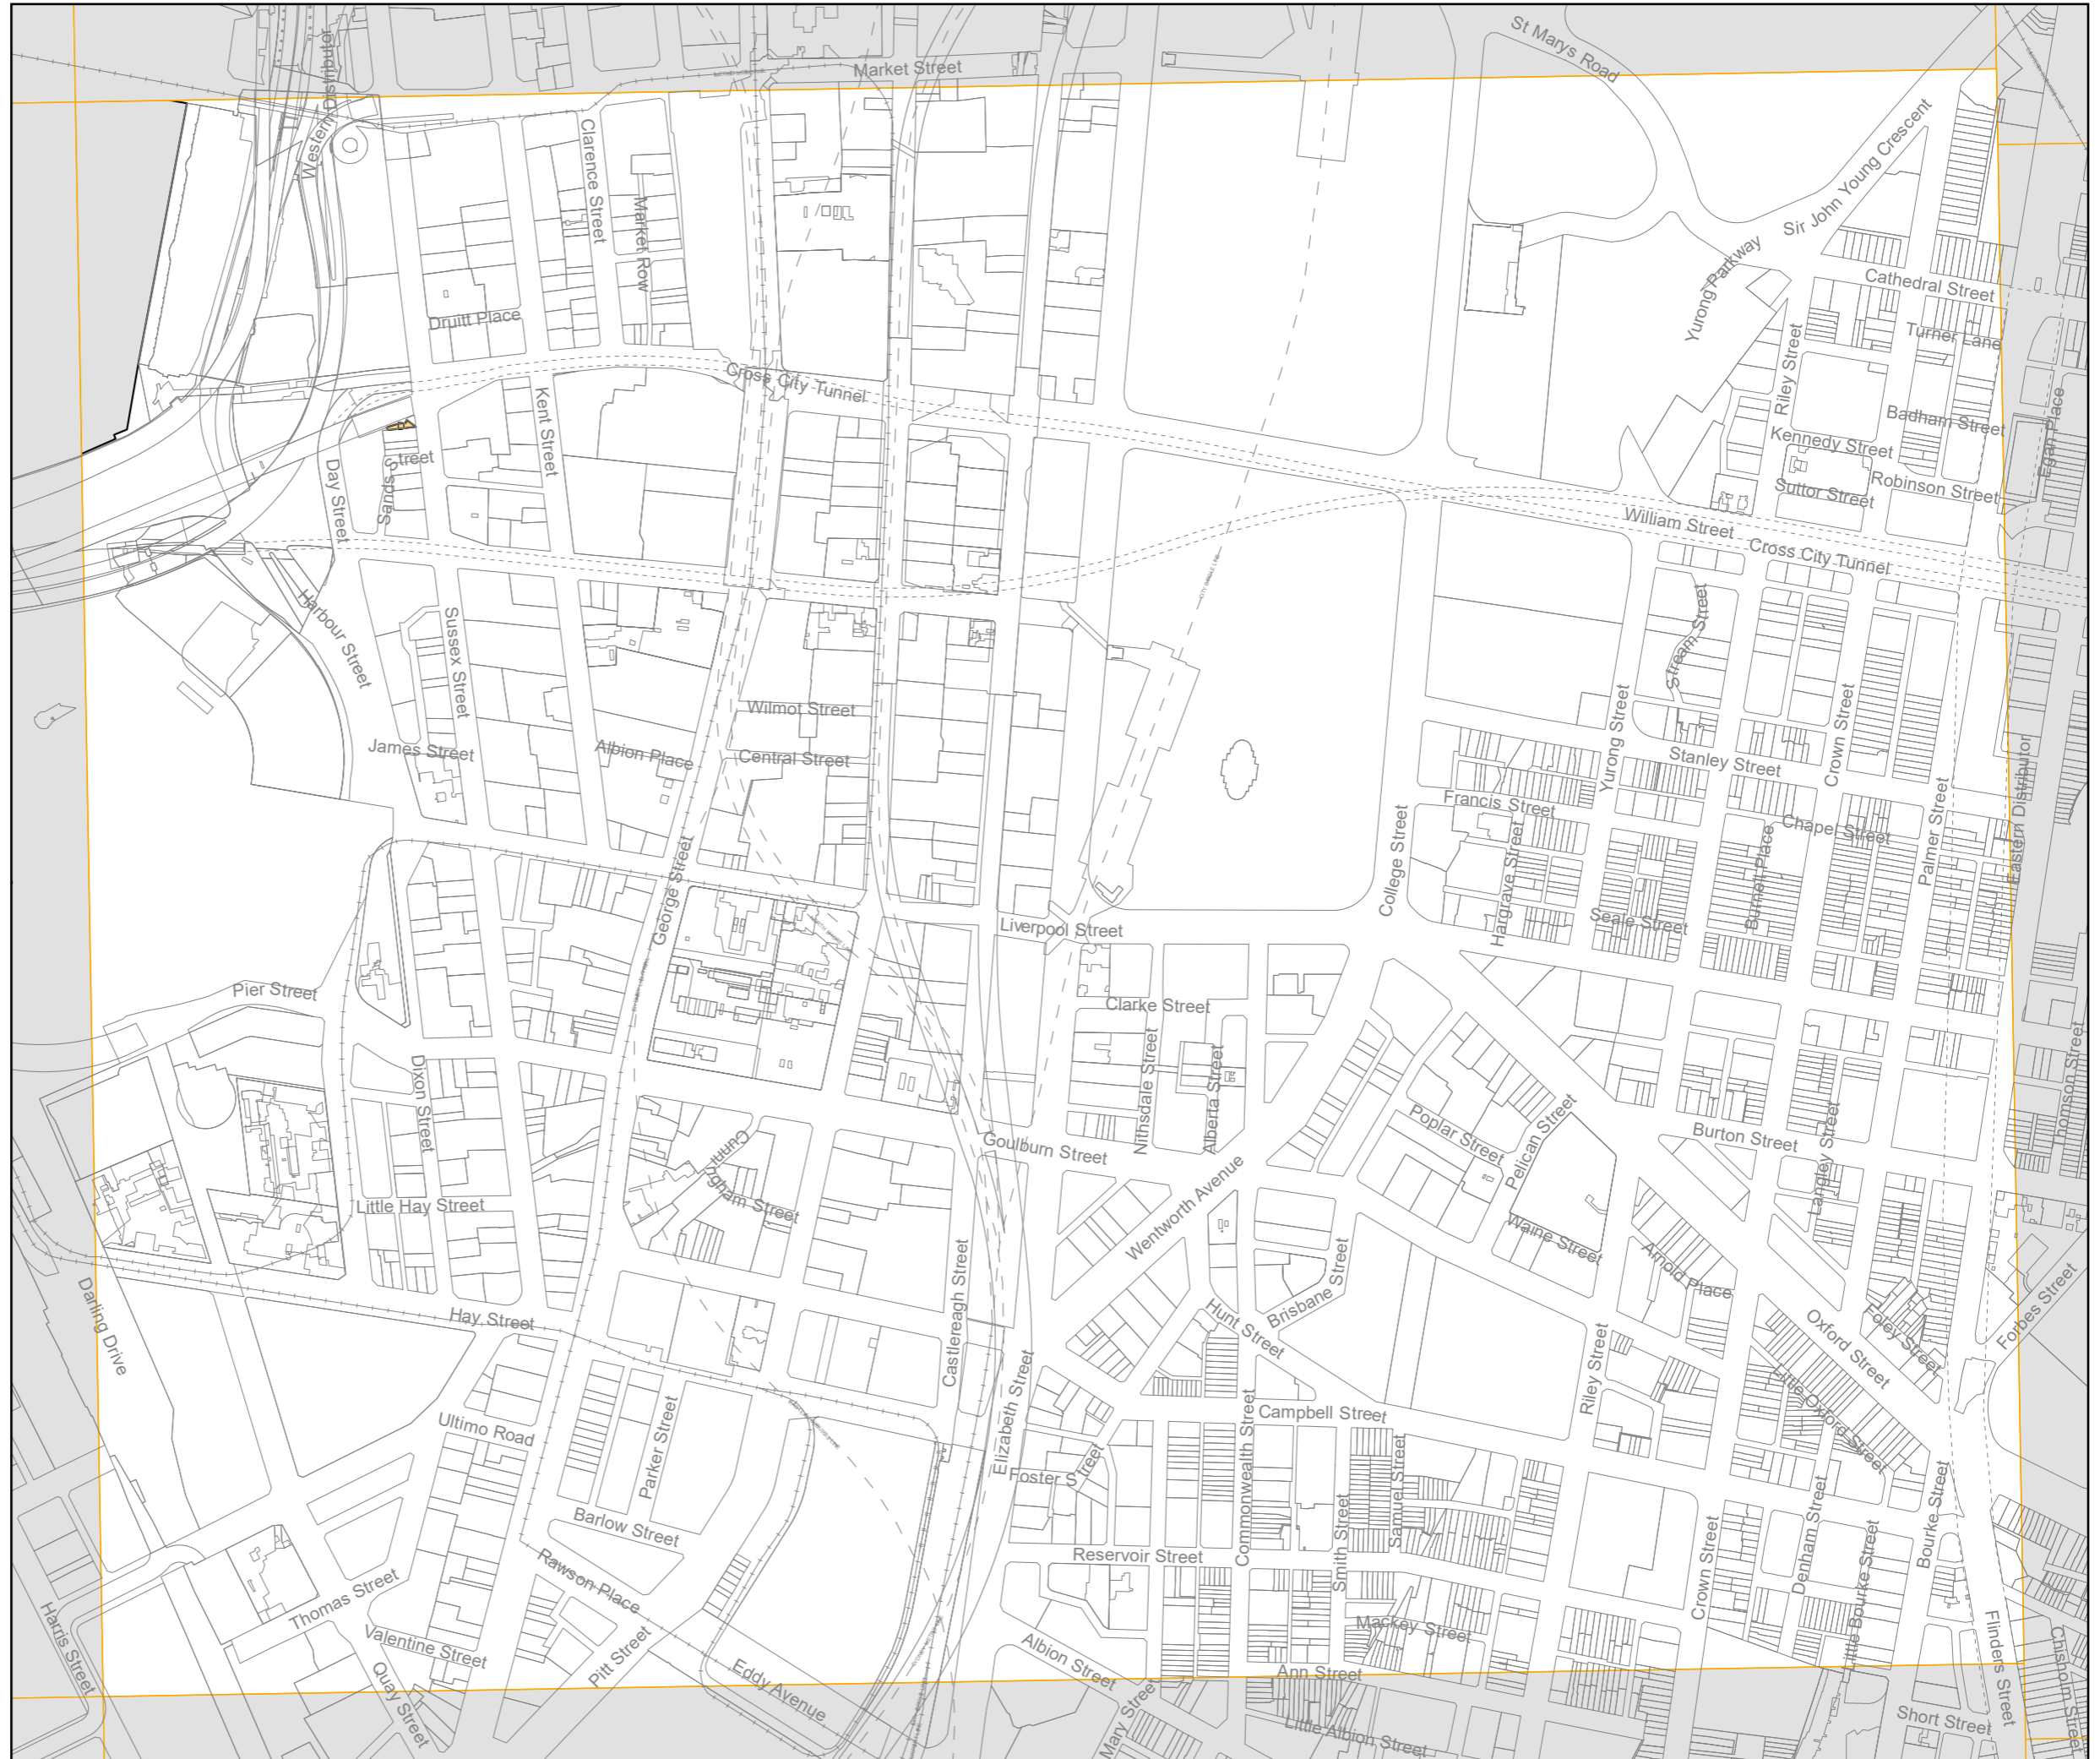 St Marys Road
Market Street
Western Distributor
Clarence Street
Market Row
Sir John Young Crescent
Yurong Parkway
Cathedral Street
Turner Lane
Druitt Place
Riley Street
Cross City Tunnel
Kent Street
Badham Street
Egan Place
Kennedy Street
Street
Sussex
Day Street
Robinson Street
Suttor Street
William Street
Cross City Tunnel
Harbour Street
Sussex Street
Stream Street
Wilmot Street
Yurong Street
Crown Street
James Street
Albion Place
Central Street
Stanley Street
Eastern Distributor
Francis Street
Palmer Street
Chapel Street
College Street
Hargrave Street
Burnell Place
George Street
Liverpool Street
Seale Street
Pier Street
Clarke Street
Dixon Street
Nithsdale Street
Alberta Street
Thomson Street
Poplar Street
Pelican Street
Burton Street
Langley Street
Goulburn Street
Cunningham Street
Little Hay Street
Wentworth Avenue
Waine Street
Arnold Place
Castlereagh Street
Brisbane Street
Hunt Street
Darling Drive
Hay Street
Oxford Street
Foley Street
Forbes Street
Riley Street
Elizabeth Street
Little Oxford Street
Campbell Street
Ultimo Road
Parker Street
Commonwealth Street
Samuel Street
Foster Street
Barlow Street
Smith Street
Denham Street
Bourke Street
Reservoir Street
Crown Street
Little Bourke Street
Rawson Place
Thomas Street
Harris Street
Mackey Street
Valentine Street
Pitt Street
Albion Street
Flinders Street
Chisholm Street
Ann Street
Quay Street
Eddy Avenue
Mary Street
Little Albion Street
Short Street